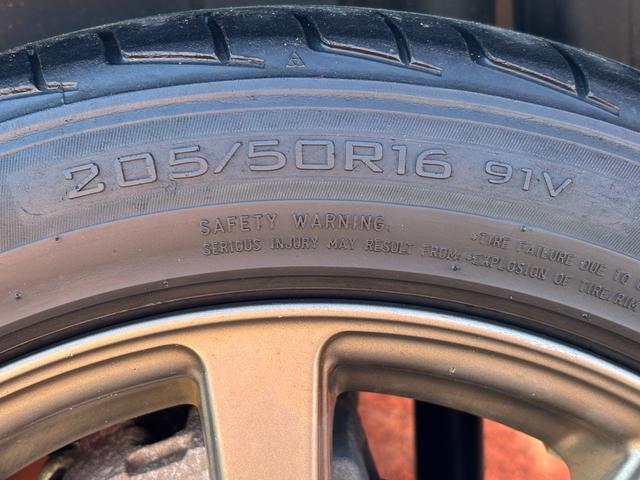 205/50R16 91V
SAFETY WARNING:
SERIOUS INJURY MAY RESULT FROM: •EXPLOSION OF TIRE/RIM
•TIRE FAILURE DUE TO